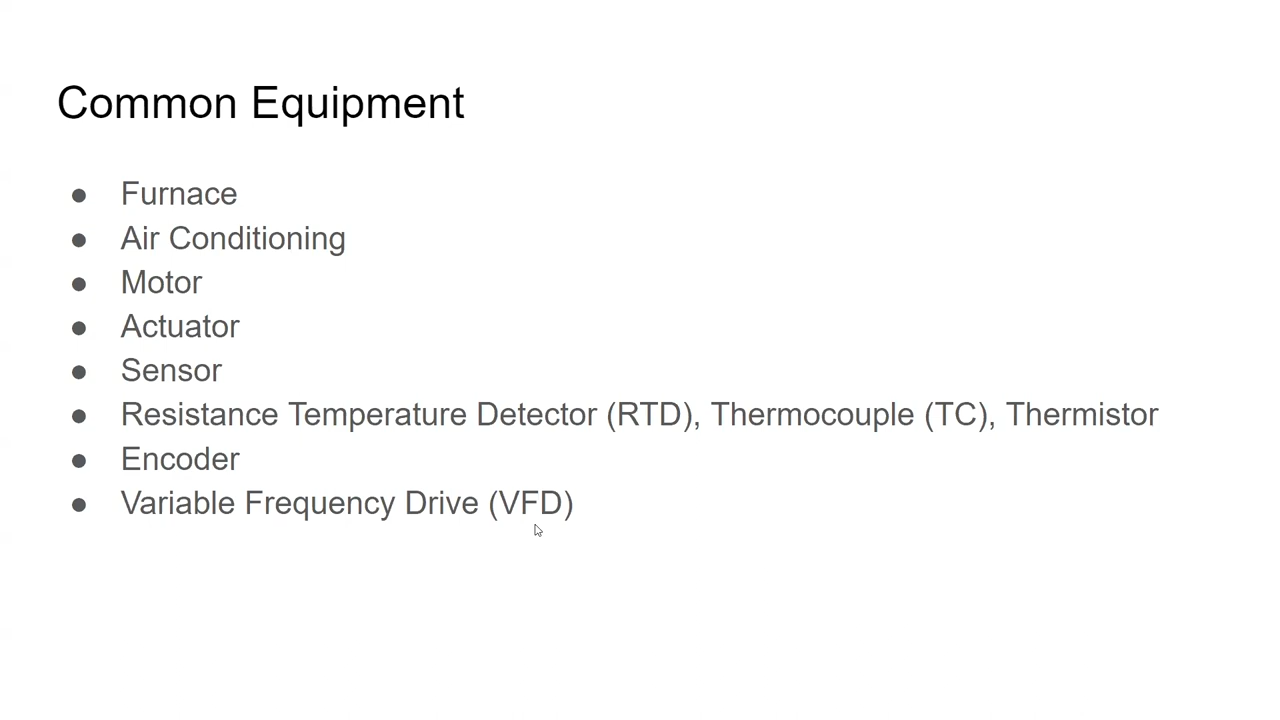 Common Equipment
● Furnace
● Air Conditioning
● Motor
● Actuator
● Sensor
● Resistance Temperature Detector (RTD), Thermocouple (TC), Thermistor
● Encoder
● Variable Frequency Drive (VFD)